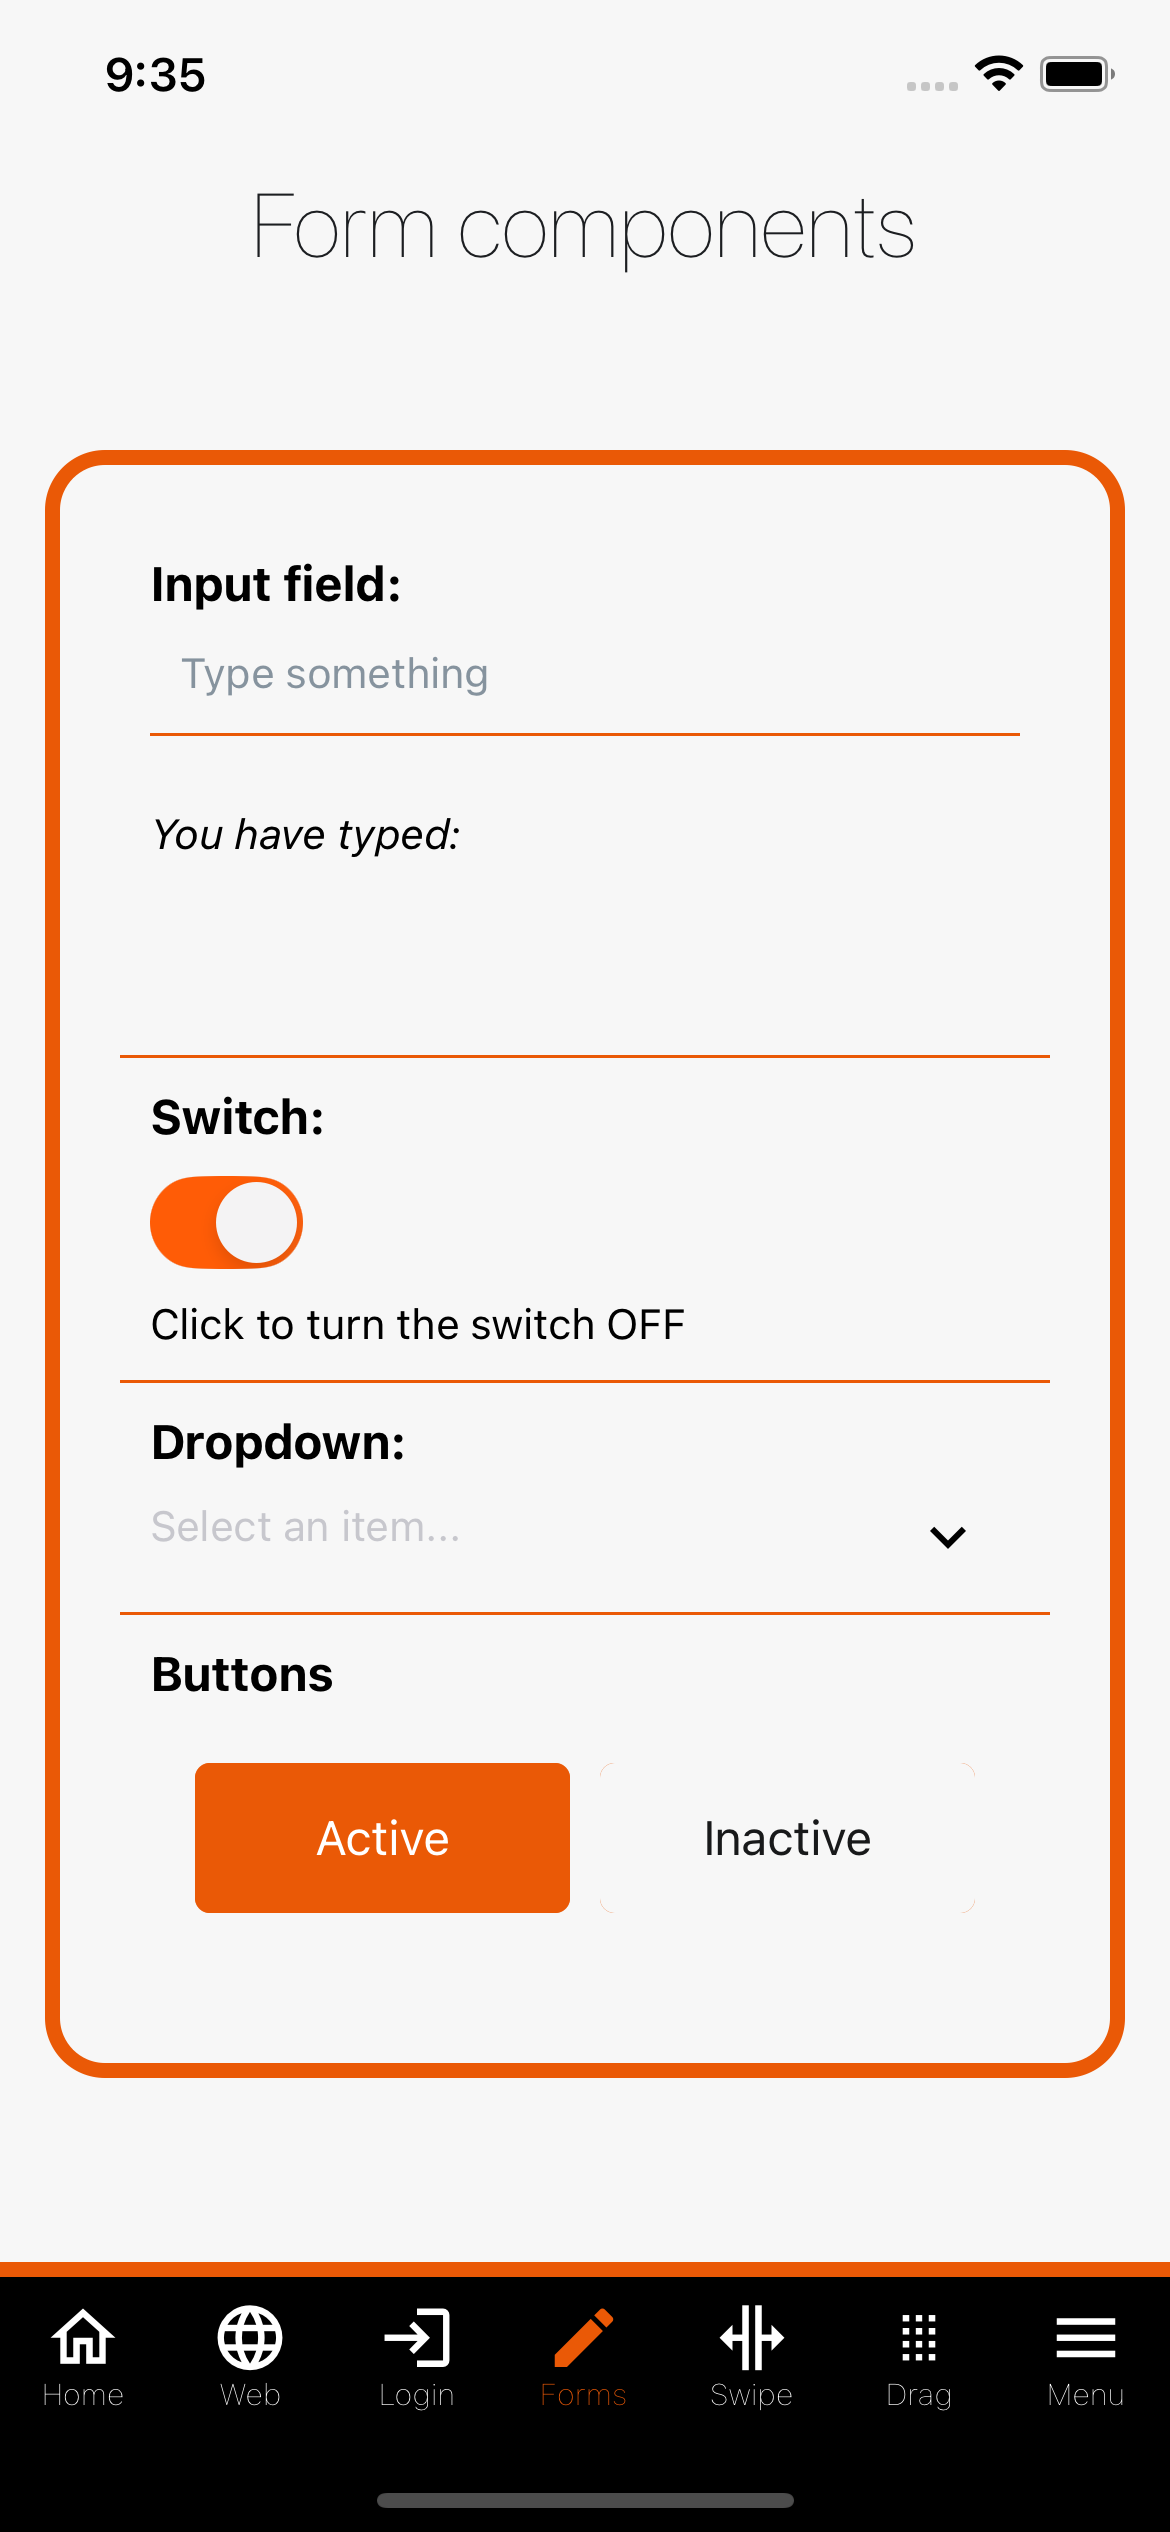 9:35
Form components
Input field:
Type something
You have typed:
Switch:
Click to turn the switch OFF
Dropdown:
Select an item...
Buttons
Active Inactive
Home Web Login Forms Swipe Drag Menu